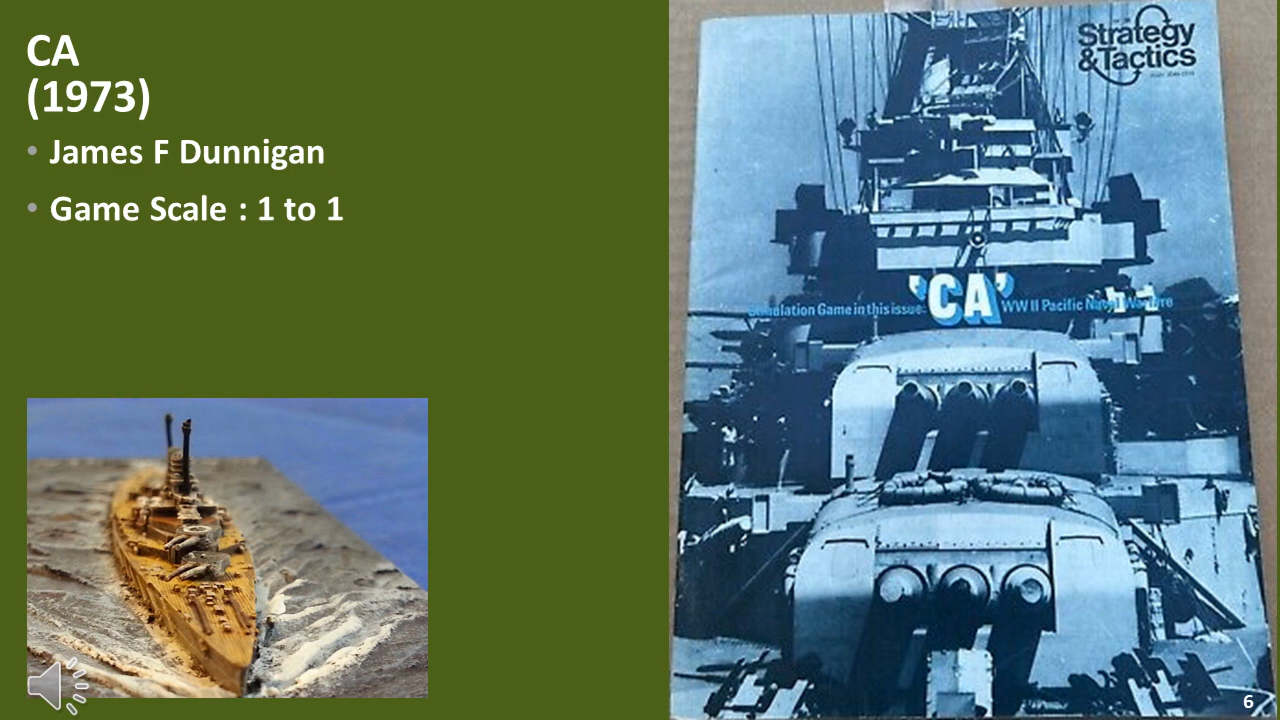 CA
(1973)
• James F Dunnigan
• Game Scale : 1 to 1
Strategy
&Tactics
Simulation Game in this issue: 'CA' WW II Pacific Naval Warfare
6